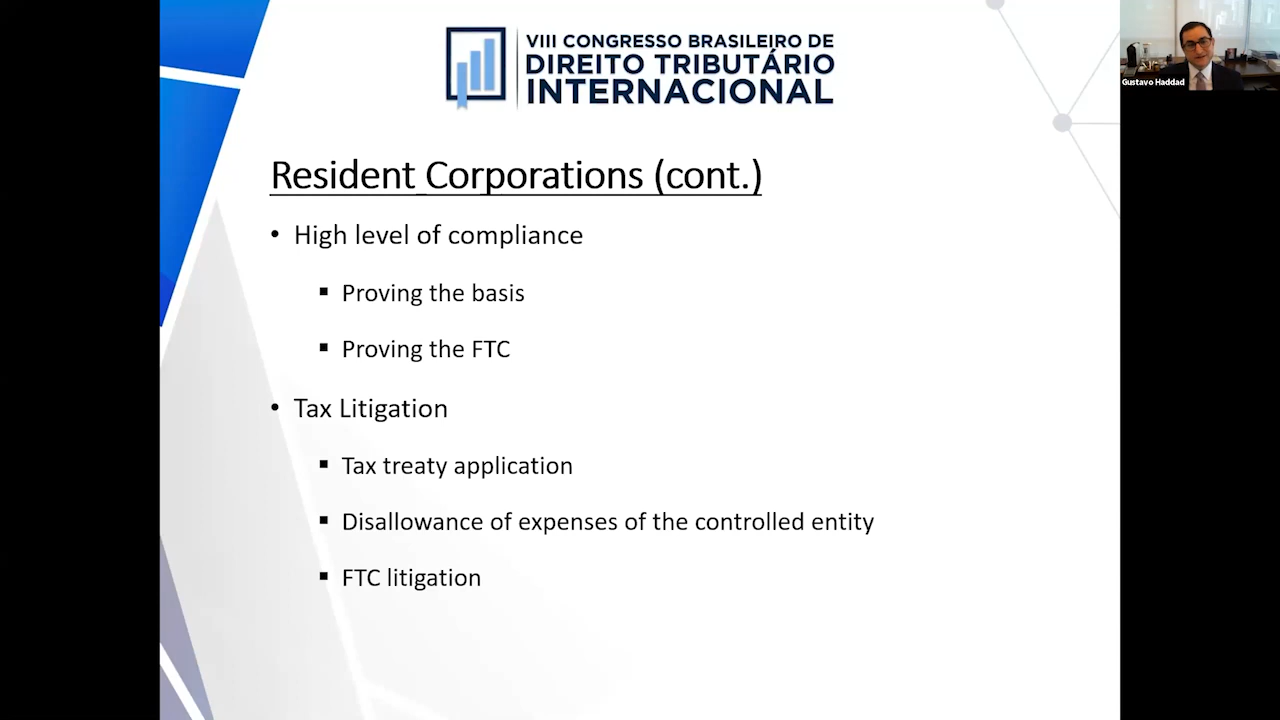 VIII CONGRESSO BRASILEIRO DE
DIREITO TRIBUTÁRIO
INTERNACIONAL
Gustavo Haddad
Resident Corporations (cont.)
• High level of compliance
▪ Proving the basis
▪ Proving the FTC
• Tax Litigation
▪ Tax treaty application
▪ Disallowance of expenses of the controlled entity
▪ FTC litigation